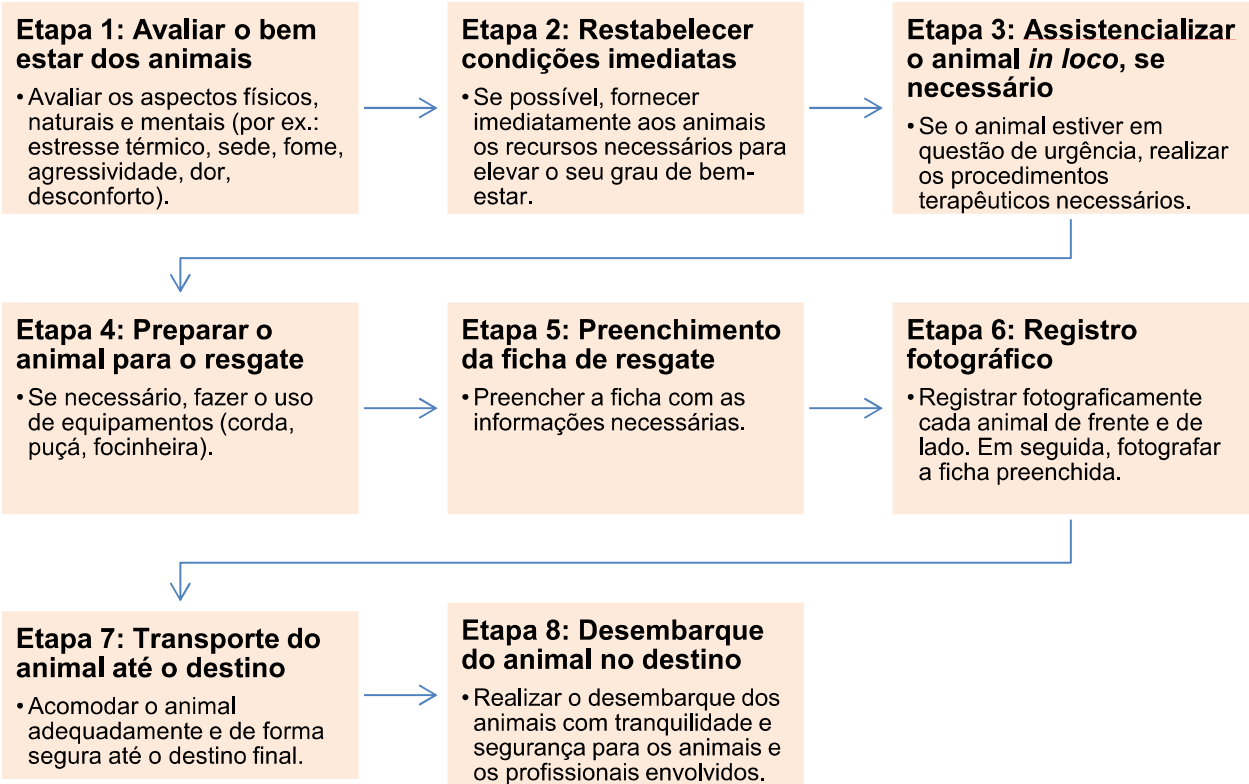 Etapa 1: Avaliar o bem
estar dos animais
• Avaliar os aspectos físicos,
naturais e mentais (por ex.:
estresse térmico, sede, fome,
agressividade, dor,
desconforto).
Etapa 2: Restabelecer
condições imediatas
• Se possível, fornecer
imediatamente aos animais
os recursos necessários para
elevar o seu grau de bem-
estar.
Etapa 3: Assistencializar
o animal in loco, se
necessário
• Se o animal estiver em
questão de urgência, realizar
os procedimentos
terapêuticos necessários.
Etapa 4: Preparar o
animal para o resgate
• Se necessário, fazer o uso
de equipamentos (corda,
puçá, focinheira).
Etapa 5: Preenchimento
da ficha de resgate
• Preencher a ficha com as
informações necessárias.
Etapa 6: Registro
fotográfico
• Registrar fotograficamente
cada animal de frente e de
lado. Em seguida, fotografar
a ficha preenchida.
Etapa 7: Transporte do
animal até o destino
• Acomodar o animal
adequadamente e de forma
segura até o destino final.
Etapa 8: Desembarque
do animal no destino
• Realizar o desembarque dos
animais com tranquilidade e
segurança para os animais e
os profissionais envolvidos.